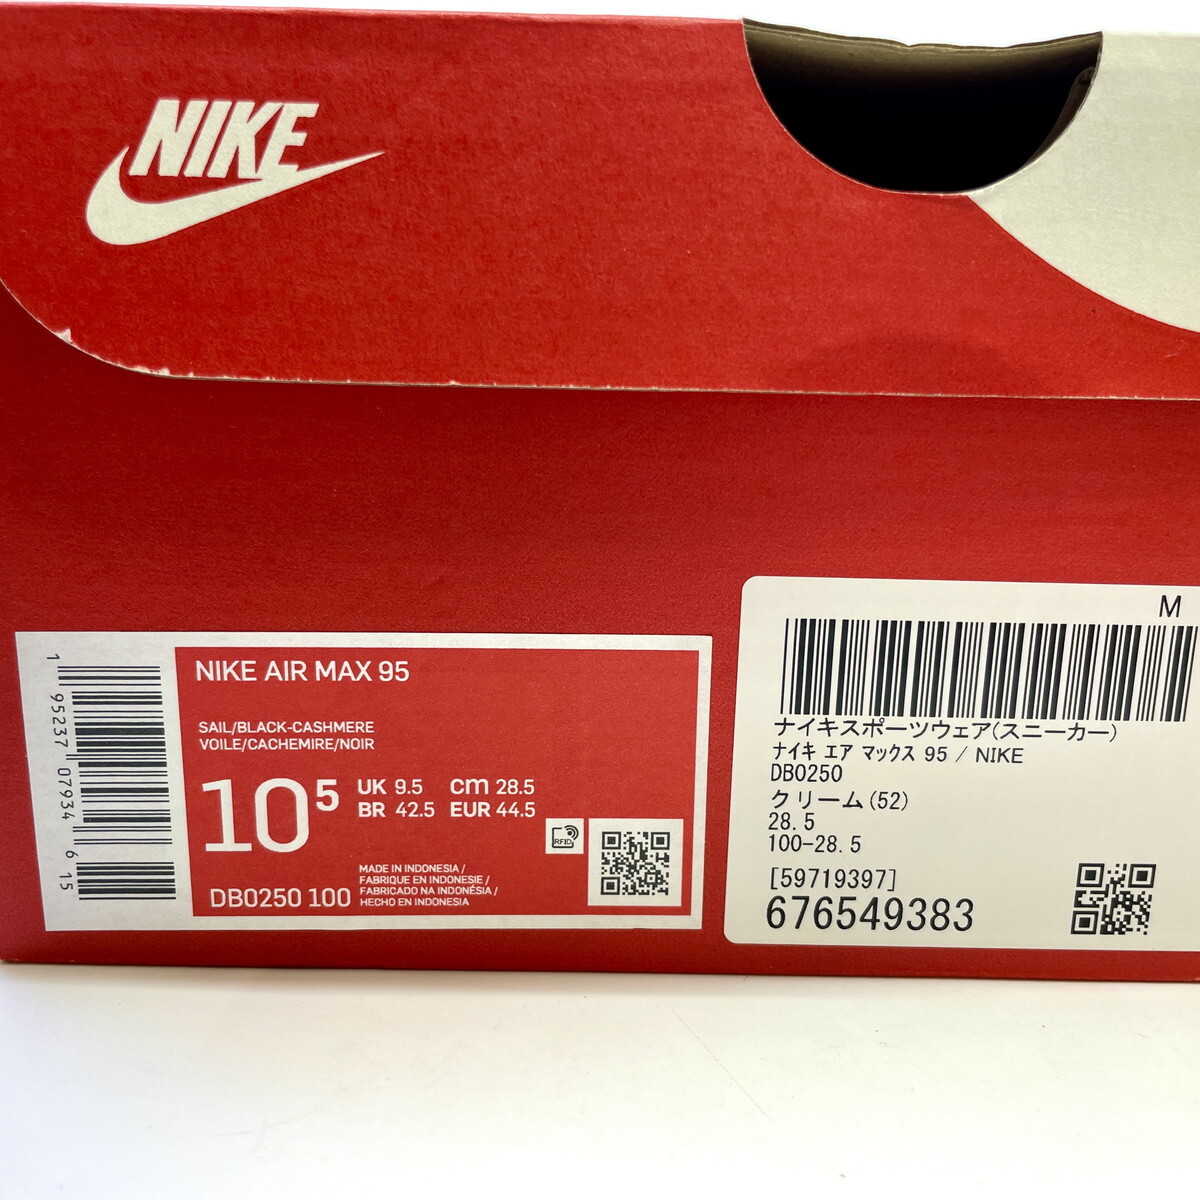 NIKE
NIKE AIR MAX 95
SAIL/BLACK-CASHMERE
VOILE/CACHEMIRE/NOIR
10 5
UK 9.5 cm 28.5
BR 42.5 EUR 44.5
RFID
MADE IN INDONESIA /
FABRIQUE EN INDONESIE /
FABRICADO NA INDONÉSIA /
HECHO EN INDONESIA
DB0250 100
1 95237 07934 6 15
M
ナイキスポーツウェア(スニーカー)
ナイキ エア マックス 95 / NIKE
DB0250
クリーム(52)
28.5
100-28.5
[59719397]
676549383